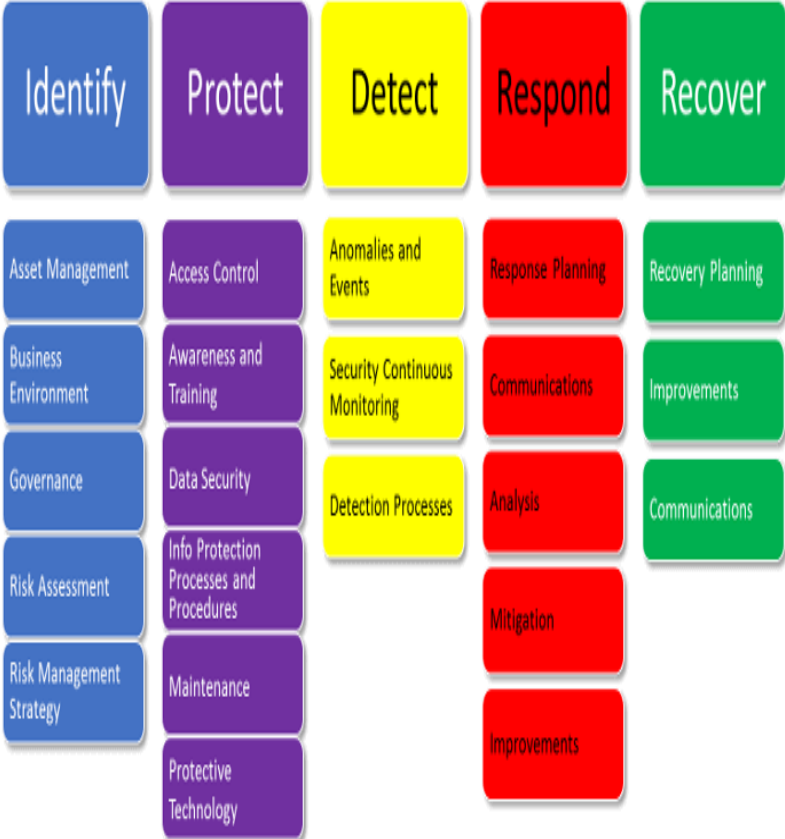 Identify
Protect
Detect
Respond
Recover
Asset Management
Business
Environment
Governance
Risk Assessment
Risk Management
Strategy
Access Control
Awareness and
Training
Data Security
Info Protection
Processes and
Procedures
Maintenance
Protective
Technology
Anomalies and
Events
Security Continuous
Monitoring
Detection Processes
Response Planning
Communications
Analysis
Mitigation
Improvements
Recovery Planning
Improvements
Communications